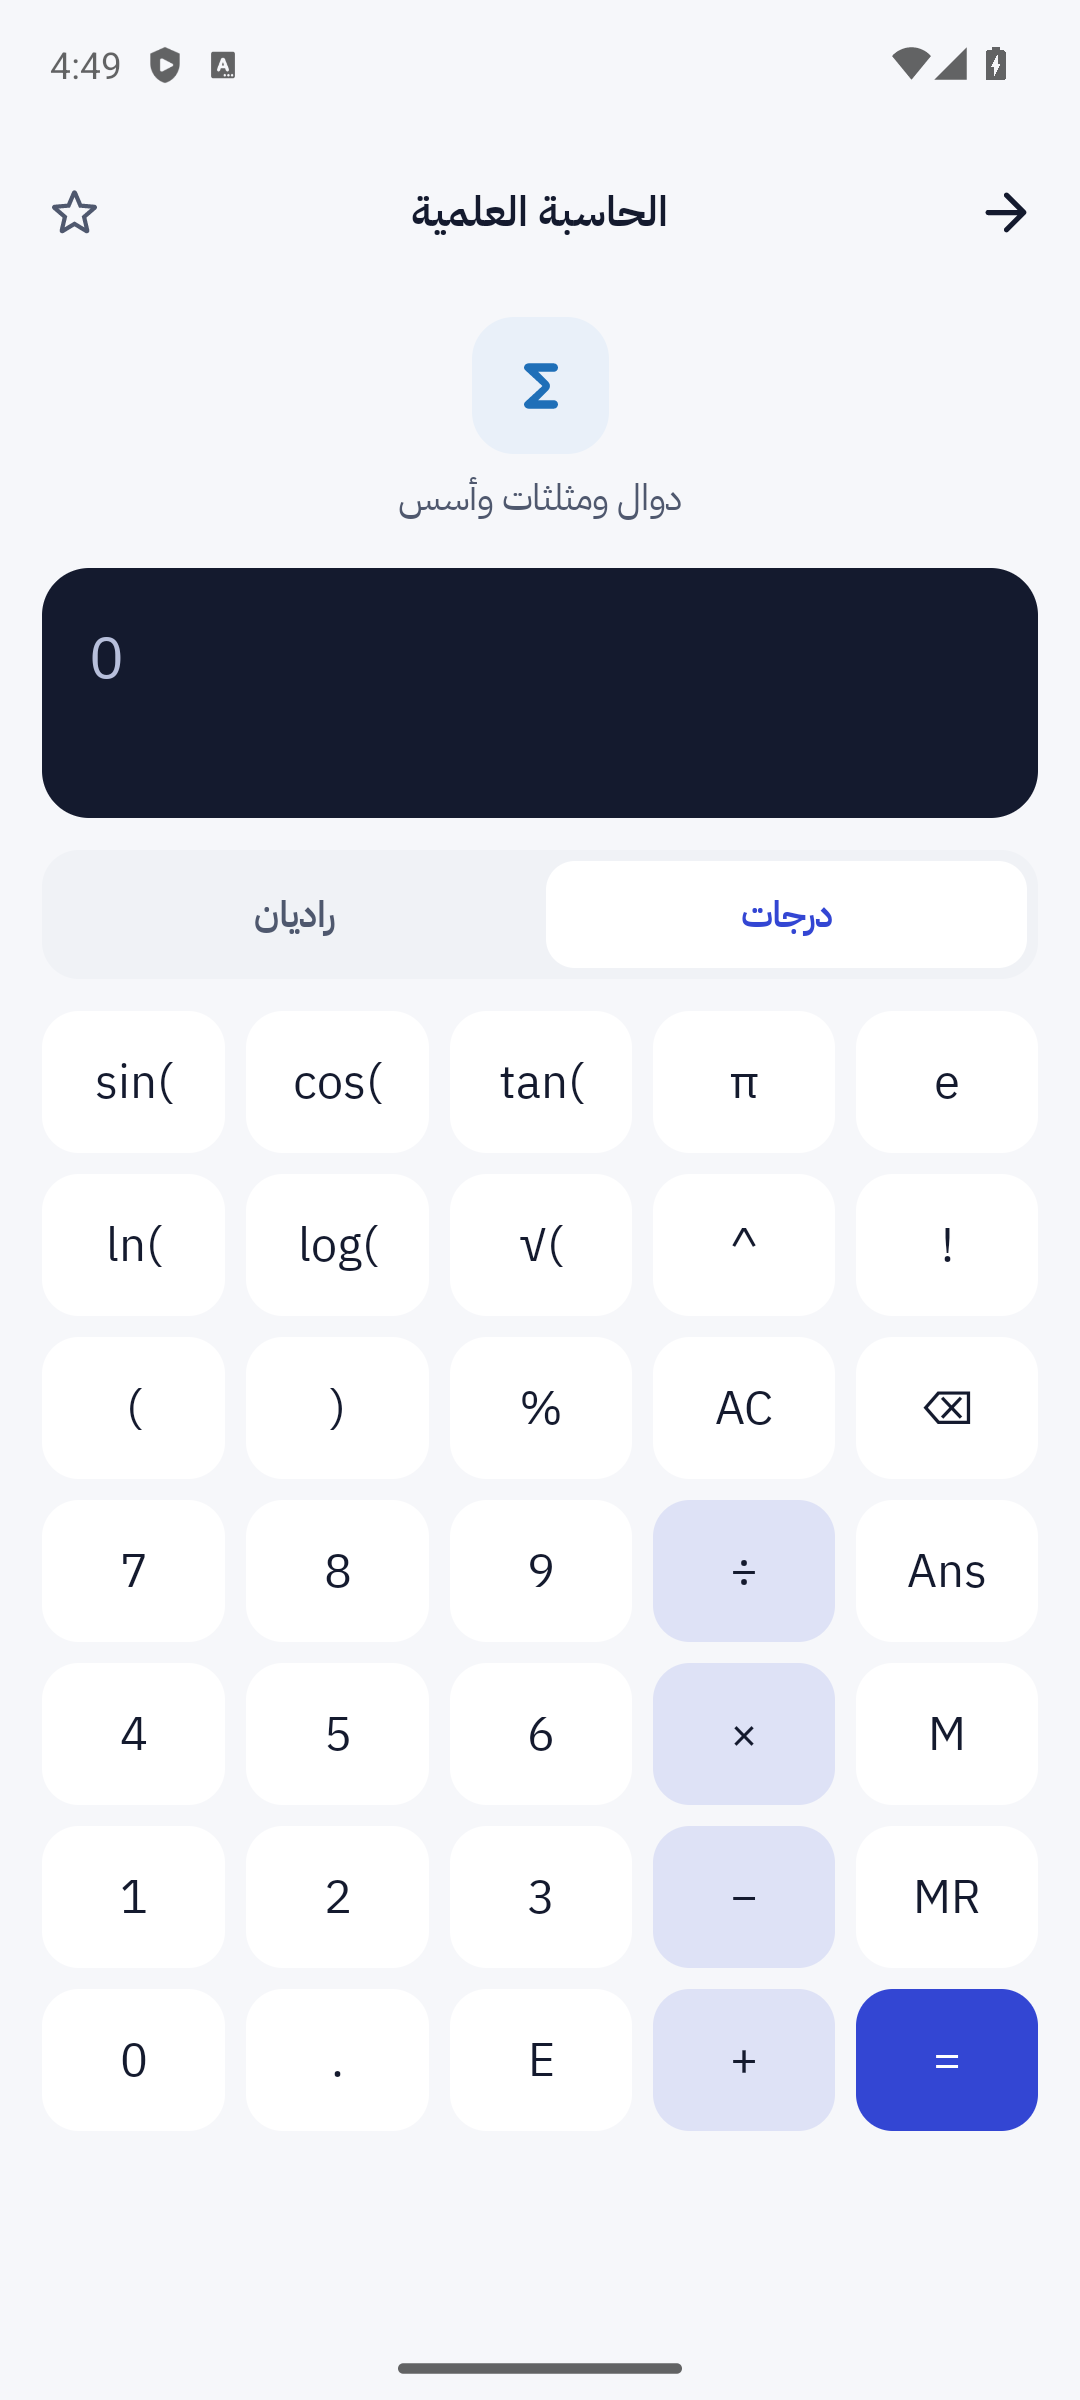 4:49
الحاسبة العلمية
دوال ومثلثات وأسس
0
درجات راديان
sin( cos( tan( π e
ln( log( √( ^ !
( ) % AC ⌫
7 8 9 ÷ Ans
4 5 6 × M
1 2 3 − MR
0 . E + =